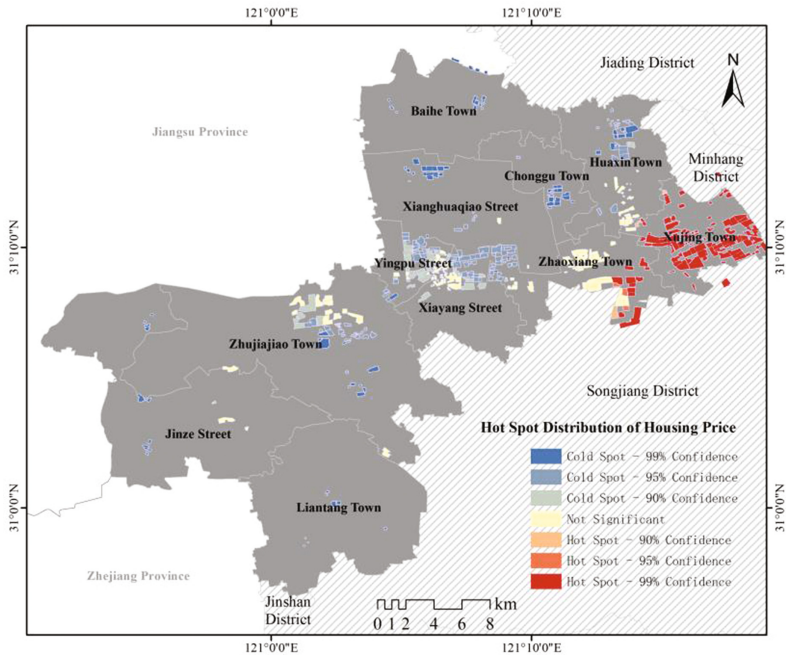 121°0'0"E
121°10'0"E
N
Jiading District
Baihe Town
Jiangsu Province
HuaxinTown
Minhang
District
Chonggu Town
Xianghuaqiao Street
31°10'0"N
Xujing Town
31°10'0"N
Yingpu Street
Zhaoxiang Town
Xiayang Street
Zhujiajiao Town
Songjiang District
Jinze Street
Hot Spot Distribution of Housing Price
Cold Spot - 99% Confidence
Cold Spot - 95% Confidence
Cold Spot - 90% Confidence
Not Significant
Hot Spot - 90% Confidence
Hot Spot - 95% Confidence
Hot Spot - 99% Confidence
31°0'0"N
Liantang Town
31°0'0"N
Zhejiang Province
Jinshan
District
km
0 1 2 4 6 8
121°0'0"E
121°10'0"E